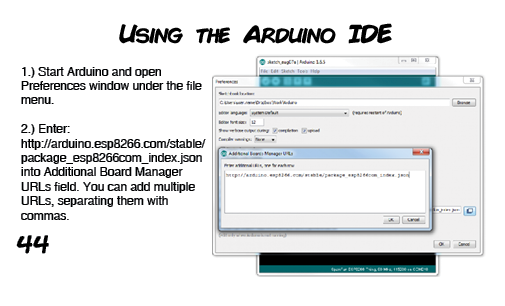 Using the Arduino IDE
1.) Start Arduino and open
Preferences window under the file
menu.
2.) Enter:
http://arduino.esp8266.com/stable/
package_esp8266com_index.json
into Additional Board Manager
URLs field. You can add multiple
URLs, separating them with
commas.
44
sketch_aug07a | Arduino 1.6.5
File Edit Sketch Tools Help
Preferences
Sketchbook location:
Browse
Editor language: System Default (requires restart of Arduino)
Editor font size: 12
Show verbose output during: compilation upload
Compiler warnings: None
Additional Board Manager URLs
Enter additional URLs, one for each row
http://arduino.esp8266.com/stable/package_esp8266com_index.json
OK Cancel
OK Cancel